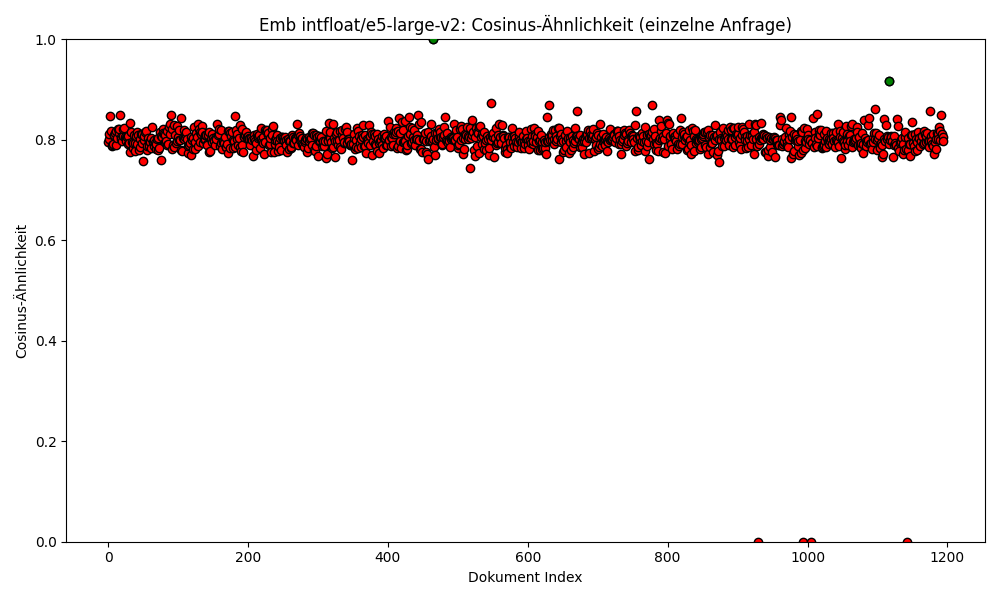 Emb intfloat/e5-large-v2: Cosinus-Ähnlichkeit (einzelne Anfrage)
Cosinus-Ähnlichkeit
1.0
0.8
0.6
0.4
0.2
0.0
0 200 400 600 800 1000 1200
Dokument Index